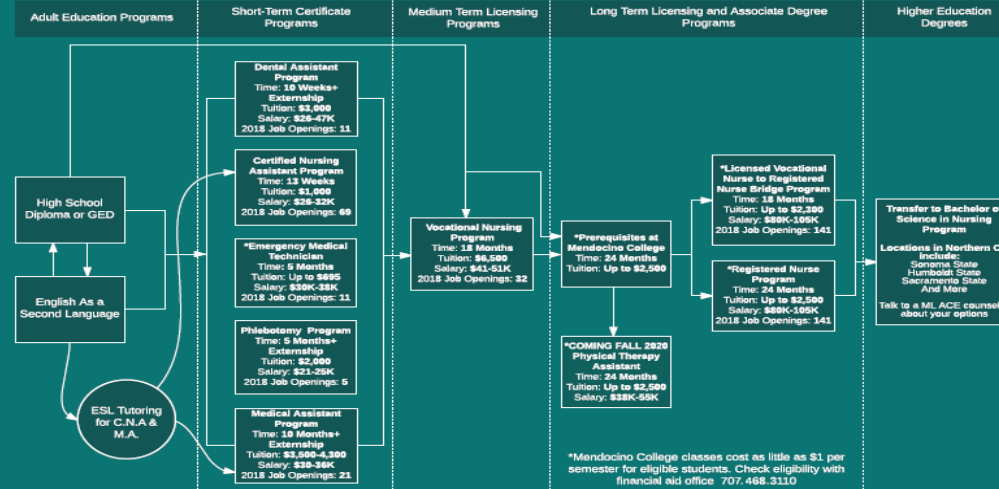 Adult Education Programs
Short-Term Certificate
Programs
Medium Term Licensing
Programs
Long Term Licensing and Associate Degree
Programs
Higher Education
Degrees
High School
Diploma or GED
English As a
Second Language
ESL Tutoring
for C.N.A &
M.A.
Dental Assistant
Program
Time: 10 Weeks+
Externship
Tuition: $3,000
Salary: $26-47K
2018 Job Openings: 11
Certified Nursing
Assistant Program
Time: 13 Weeks
Tuition: $1,000
Salary: $26-32K
2018 Job Openings: 69
*Emergency Medical
Technician
Time: 5 Months
Tuition: Up to $695
Salary: $30K-38K
2018 Job Openings: 11
Phlebotomy Program
Time: 5 Months+
Externship
Tuition: $2,000
Salary: $21-25K
2018 Job Openings: 5
Medical Assistant
Program
Time: 10 Months+
Externship
Tuition: $3,500-4,300
Salary: $30-36K
2018 Job Openings: 21
Vocational Nursing
Program
Time: 18 Months
Tuition: $6,500
Salary: $41-51K
2018 Job Openings: 32
*Prerequisites at
Mendocino College
Time: 24 Months
Tuition: Up to $2,500
*COMING FALL 2020
Physical Therapy
Assistant
Time: 24 Months
Tuition: Up to $2,500
Salary: $38K-55K
*Licensed Vocational
Nurse to Registered
Nurse Bridge Program
Time: 18 Months
Tuition: Up to $2,300
Salary: $80K-105K
2018 Job Openings: 141
*Registered Nurse
Program
Time: 24 Months
Tuition: Up to $2,500
Salary: $80K-105K
2018 Job Openings: 141
Transfer to Bachelor o
Science in Nursing
Program
Locations in Northern C
include:
Sonoma State
Humboldt State
Sacramento State
And More
Talk to a ML ACE counsel
about your options
*Mendocino College classes cost as little as $1 per
semester for eligible students. Check eligibility with
financial aid office 707.468.3110